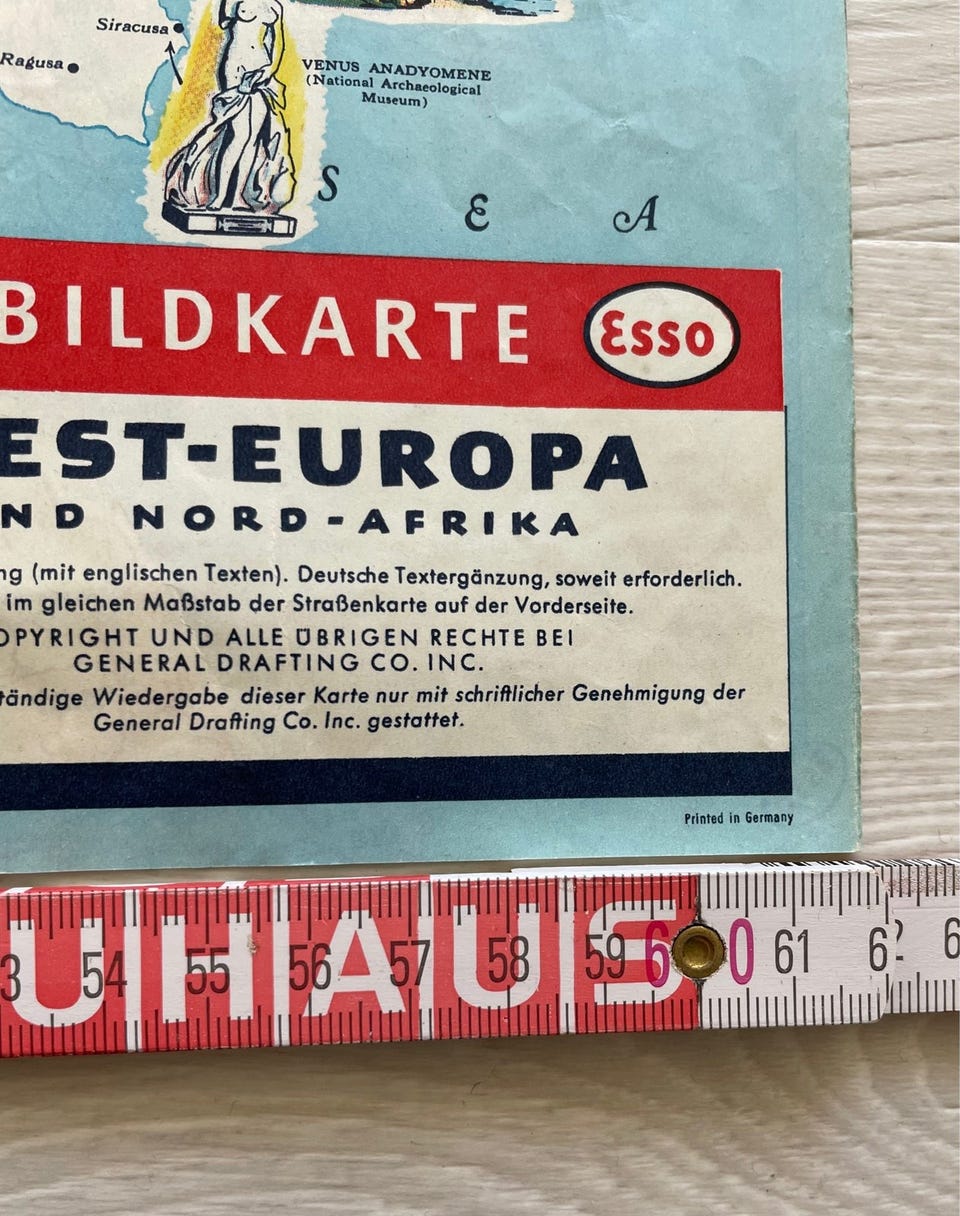 Siracusa
Ragusa
VENUS ANADYOMENE
(National Archaeological
Museum)
S E A
BILDKARTE Esso
EST-EUROPA
ND NORD-AFRIKA
ng (mit englischen Texten). Deutsche Textergänzung, soweit erforderlich.
im gleichen Maßstab der Straßenkarte auf der Vorderseite.
OPYRIGHT UND ALLE ÜBRIGEN RECHTE BEI
GENERAL DRAFTING CO. INC.
tändige Wiedergabe dieser Karte nur mit schriftlicher Genehmigung der
General Drafting Co. Inc. gestattet.
Printed in Germany
UHAUS
3 54 55 56 57 58 59 60 61 62 6